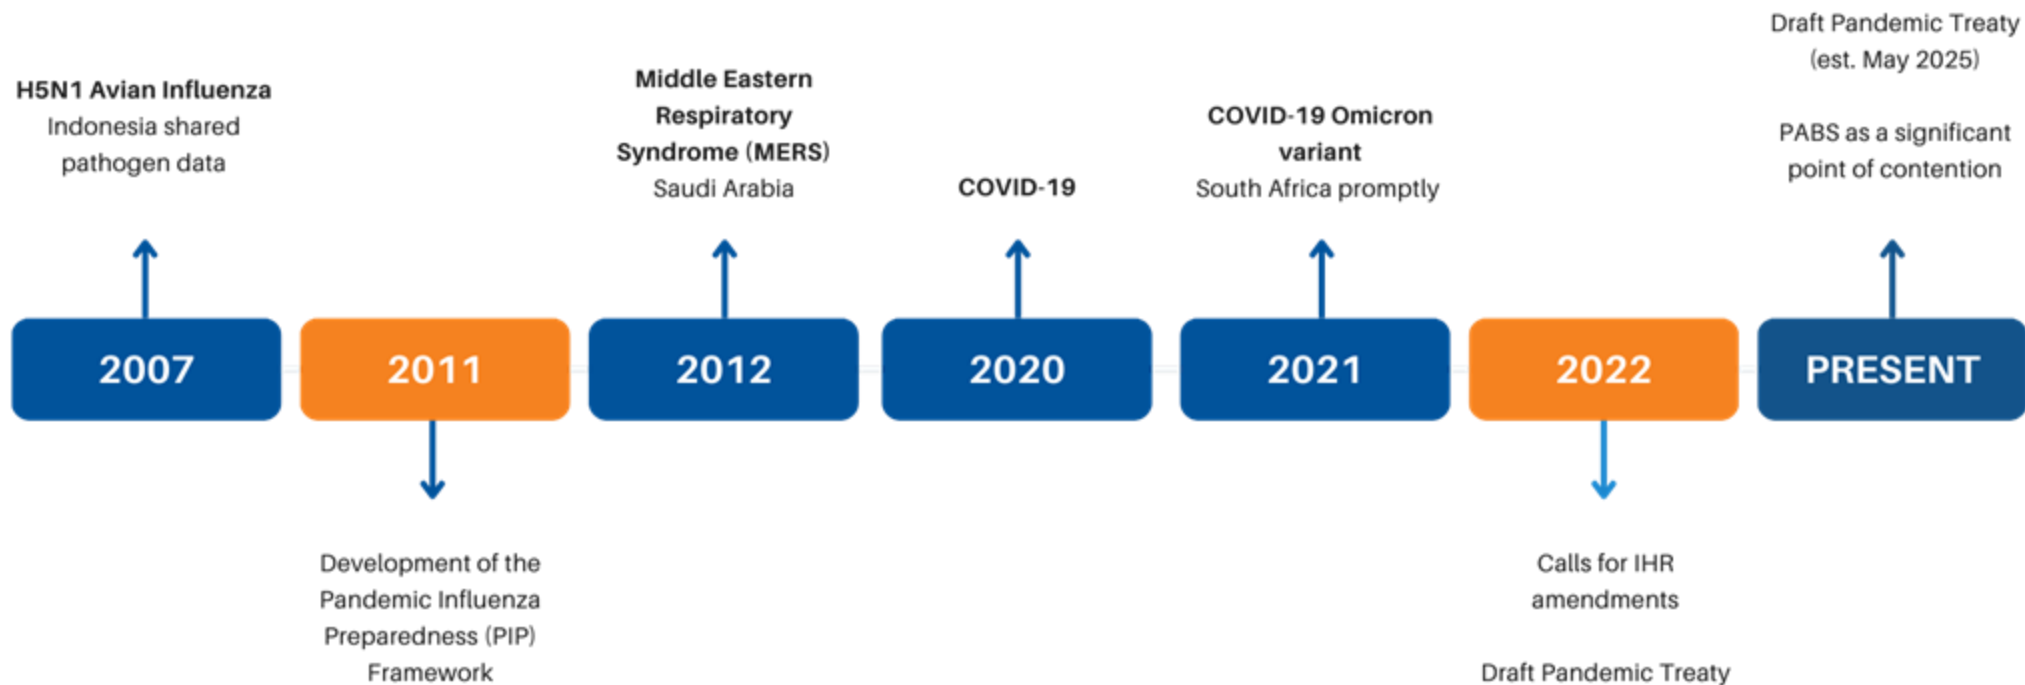 H5N1 Avian Influenza
Indonesia shared
pathogen data
Middle Eastern
Respiratory
Syndrome (MERS)
Saudi Arabia
COVID-19
COVID-19 Omicron
variant
South Africa promptly
Draft Pandemic Treaty
(est. May 2025)
PABS as a significant
point of contention
2007
2011
2012
2020
2021
2022
PRESENT
Development of the
Pandemic Influenza
Preparedness (PIP)
Framework
Calls for IHR
amendments
Draft Pandemic Treaty